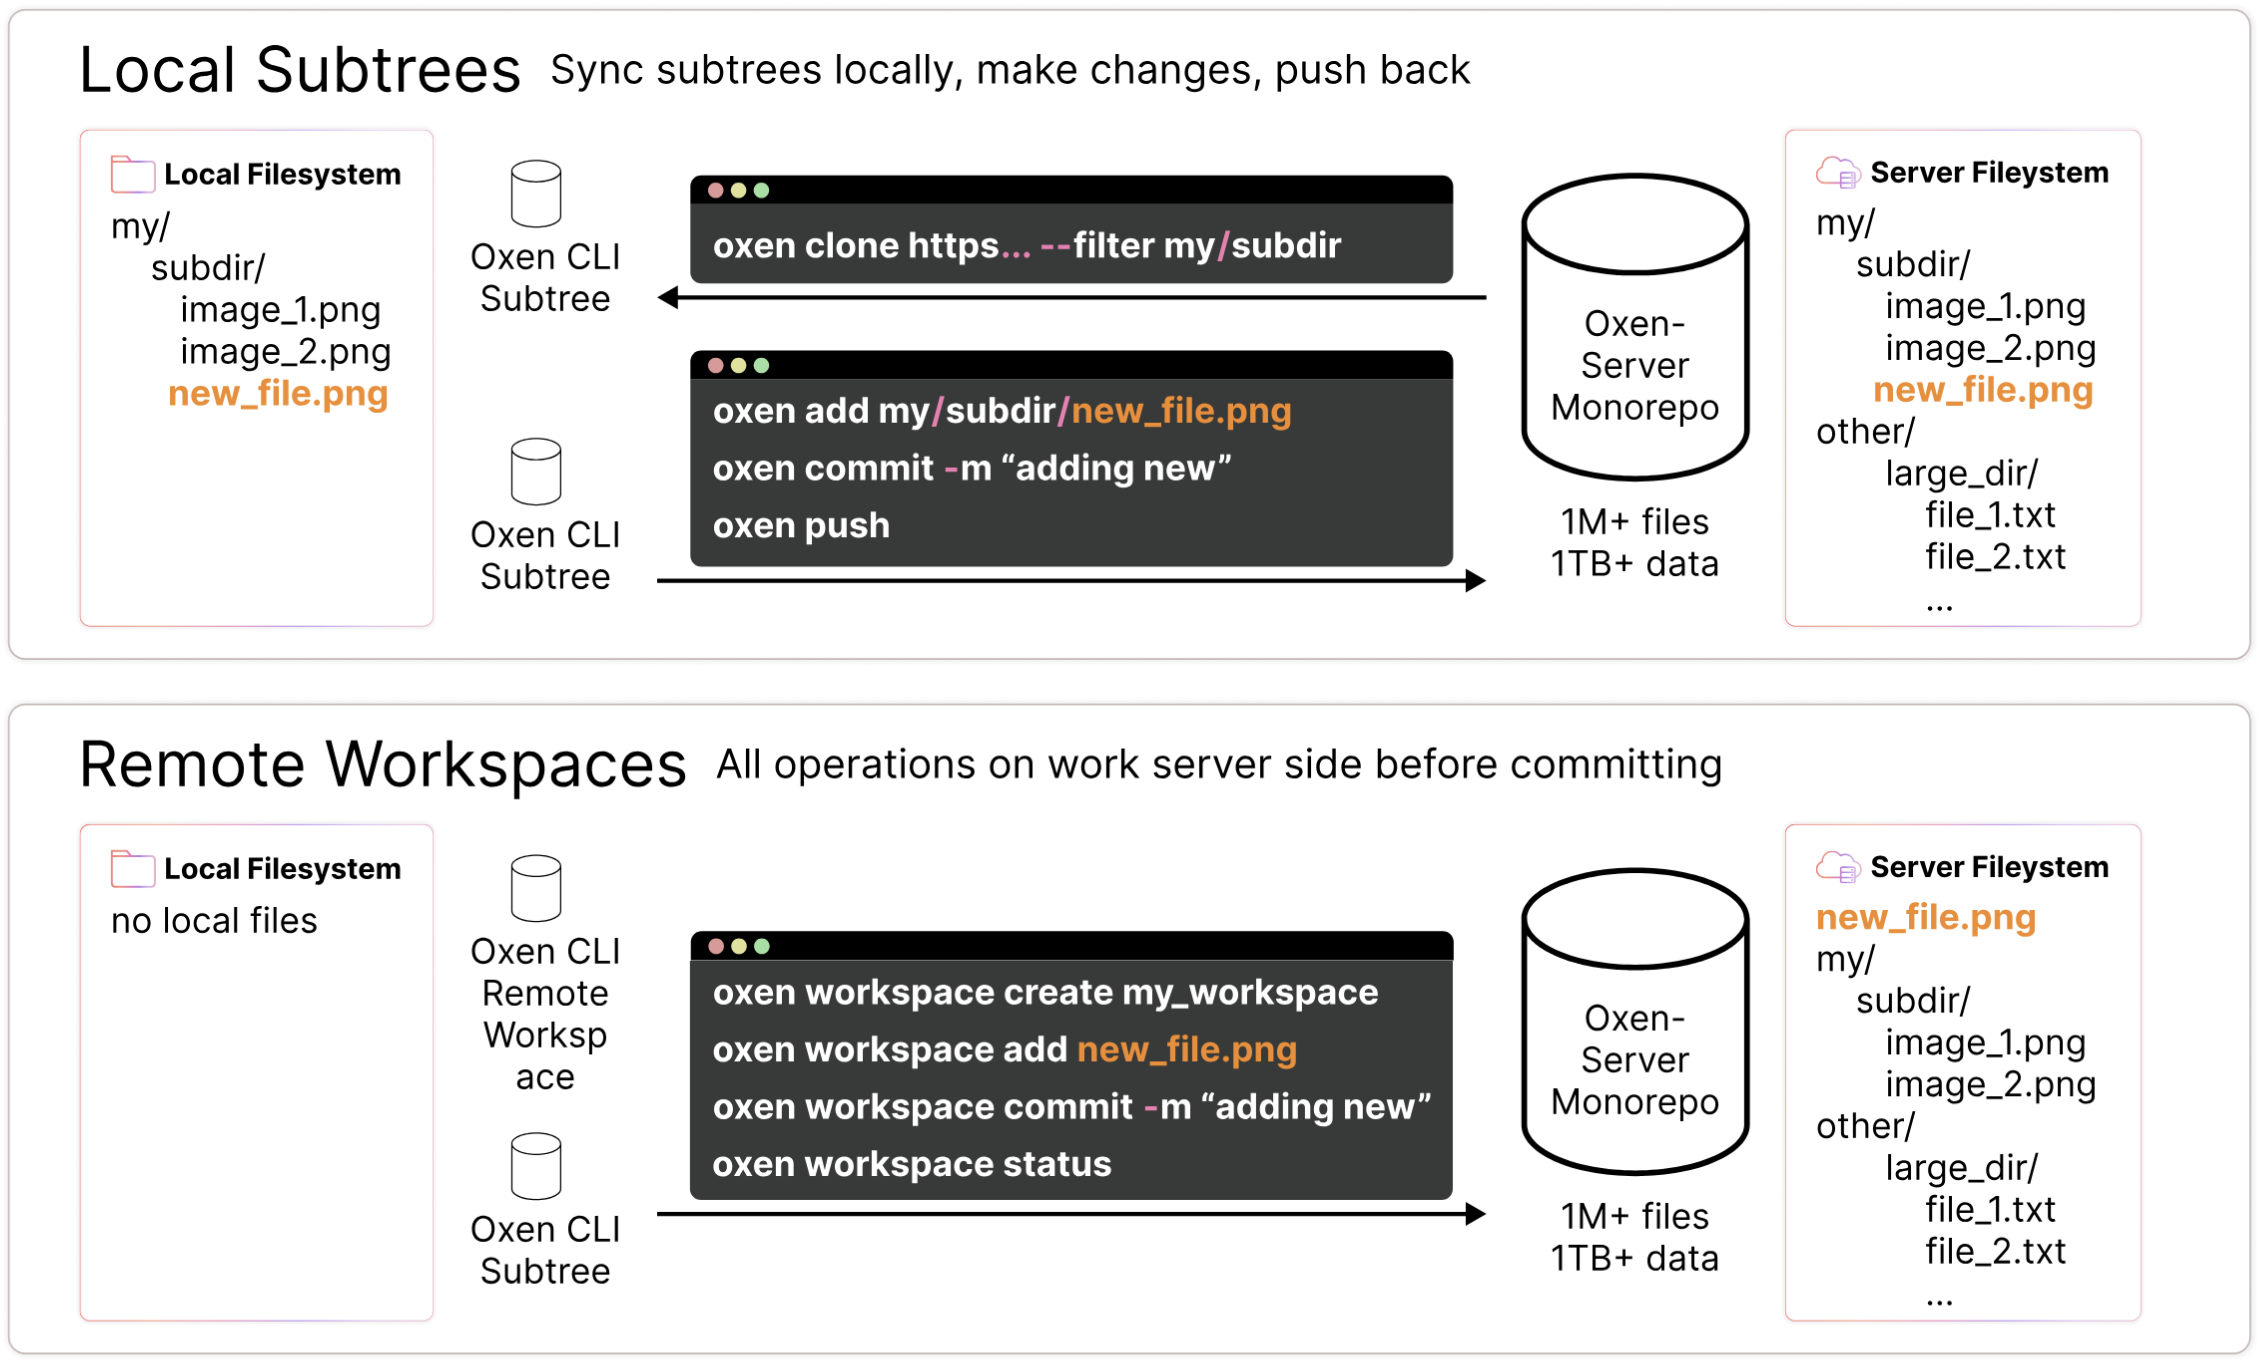 Local Subtrees Sync subtrees locally, make changes, push back
Local Filesystem
my/
subdir/
image_1.png
image_2.png
new_file.png
Oxen CLI
Subtree
Oxen CLI
Subtree
oxen clone https... --filter my/subdir
oxen add my/subdir/new_file.png
oxen commit -m “adding new”
oxen push
Oxen-
Server
Monorepo
1M+ files
1TB+ data
Server Fileystem
my/
subdir/
image_1.png
image_2.png
new_file.png
other/
large_dir/
file_1.txt
file_2.txt
...
Remote Workspaces All operations on work server side before committing
Local Filesystem
no local files
Oxen CLI
Remote
Worksp
ace
Oxen CLI
Subtree
oxen workspace create my_workspace
oxen workspace add new_file.png
oxen workspace commit -m “adding new”
oxen workspace status
Oxen-
Server
Monorepo
1M+ files
1TB+ data
Server Fileystem
new_file.png
my/
subdir/
image_1.png
image_2.png
other/
large_dir/
file_1.txt
file_2.txt
...